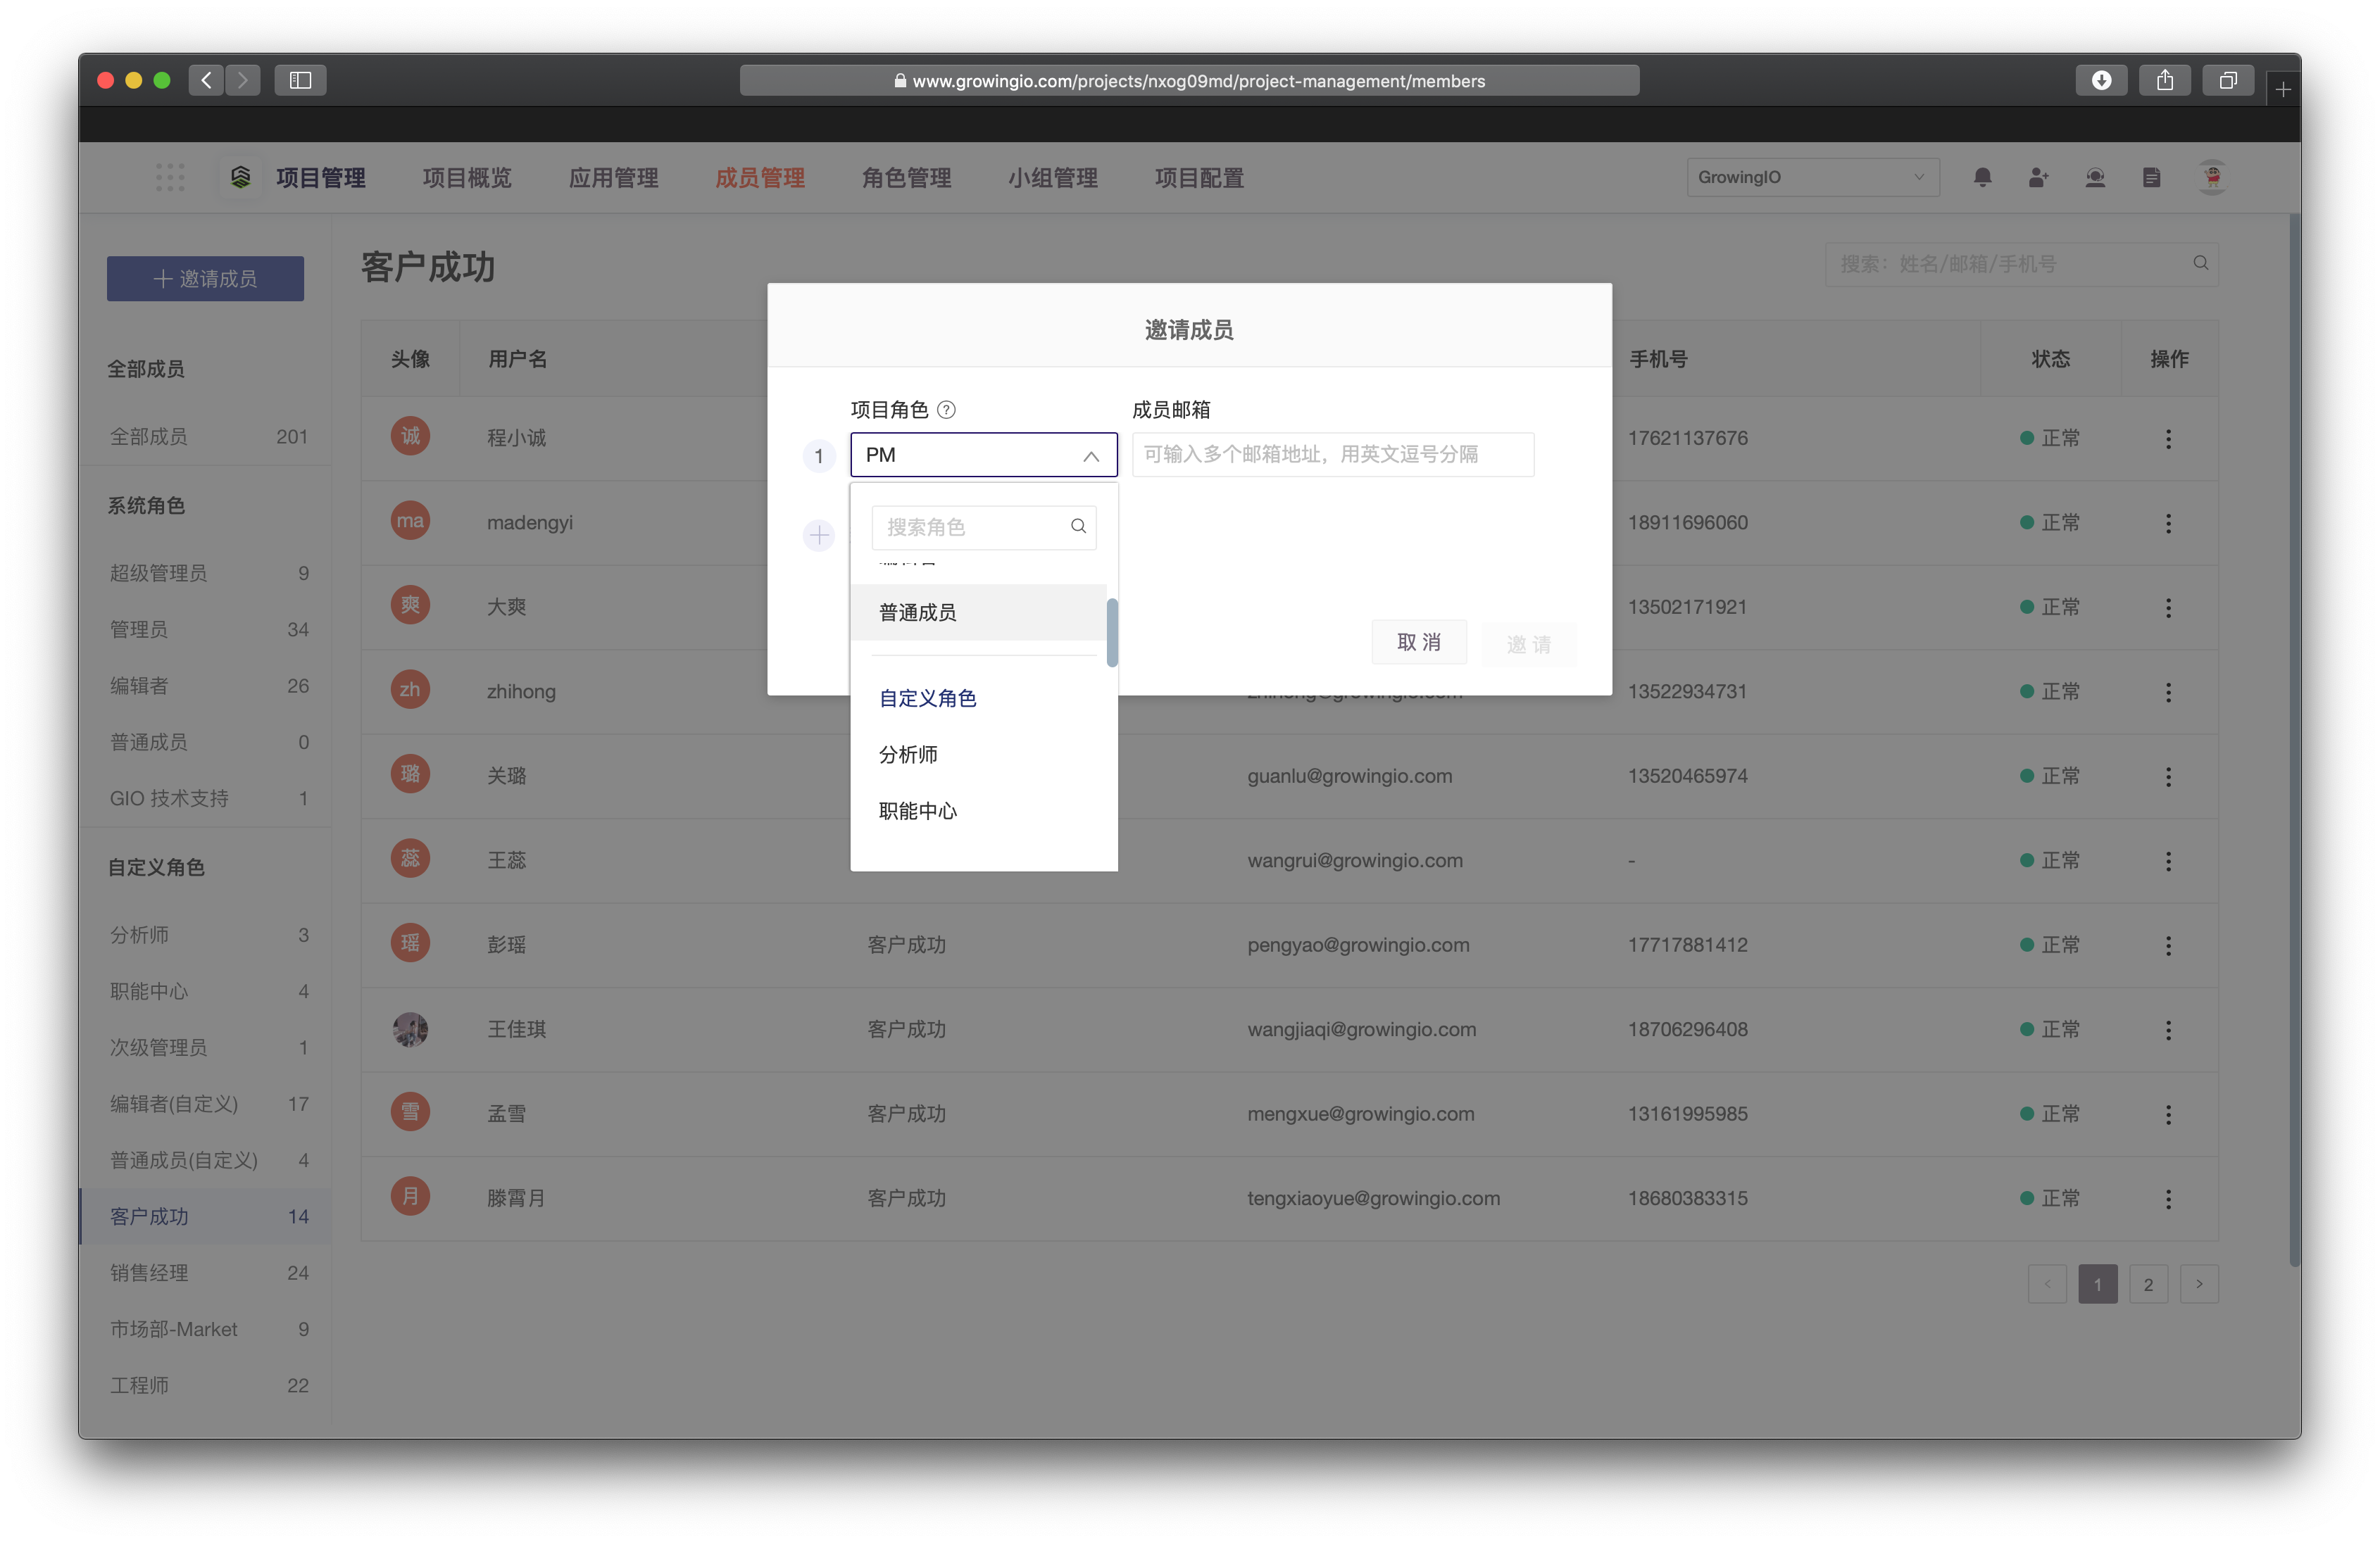 www.growingio.com/projects/nxog09md/project-management/members
项目管理 项目概览 应用管理 成员管理 角色管理 小组管理 项目配置 GrowingIO
邀请成员
全部成员
全部成员 201
系统角色
超级管理员 9
管理员 34
编辑者 26
普通成员 0
GIO 技术支持 1
自定义角色
分析师 3
职能中心 4
次级管理员 1
编辑者(自定义) 17
普通成员(自定义) 4
客户成功 14
销售经理 24
市场部-Market 9
工程师 22
客户成功
搜索：姓名/邮箱/手机号
头像 用户名 手机号 状态 操作
诚 程小诚 17621137676 正常
ma madengyi 18911696060 正常
爽 大爽 13502171921 正常
zh zhihong zhihong@growingio.com 13522934731 正常
璐 关璐 guanlu@growingio.com 13520465974 正常
蕊 王蕊 wangrui@growingio.com - 正常
瑶 彭瑶 客户成功 pengyao@growingio.com 17717881412 正常
王佳琪 客户成功 wangjiaqi@growingio.com 18706296408 正常
雪 孟雪 客户成功 mengxue@growingio.com 13161995985 正常
月 滕霄月 客户成功 tengxiaoyue@growingio.com 18680383315 正常
1 2
邀请成员
项目角色 ? 成员邮箱
1 PM 可输入多个邮箱地址，用英文逗号分隔
搜索角色
编辑者
普通成员
自定义角色
分析师
职能中心
取 消 邀 请